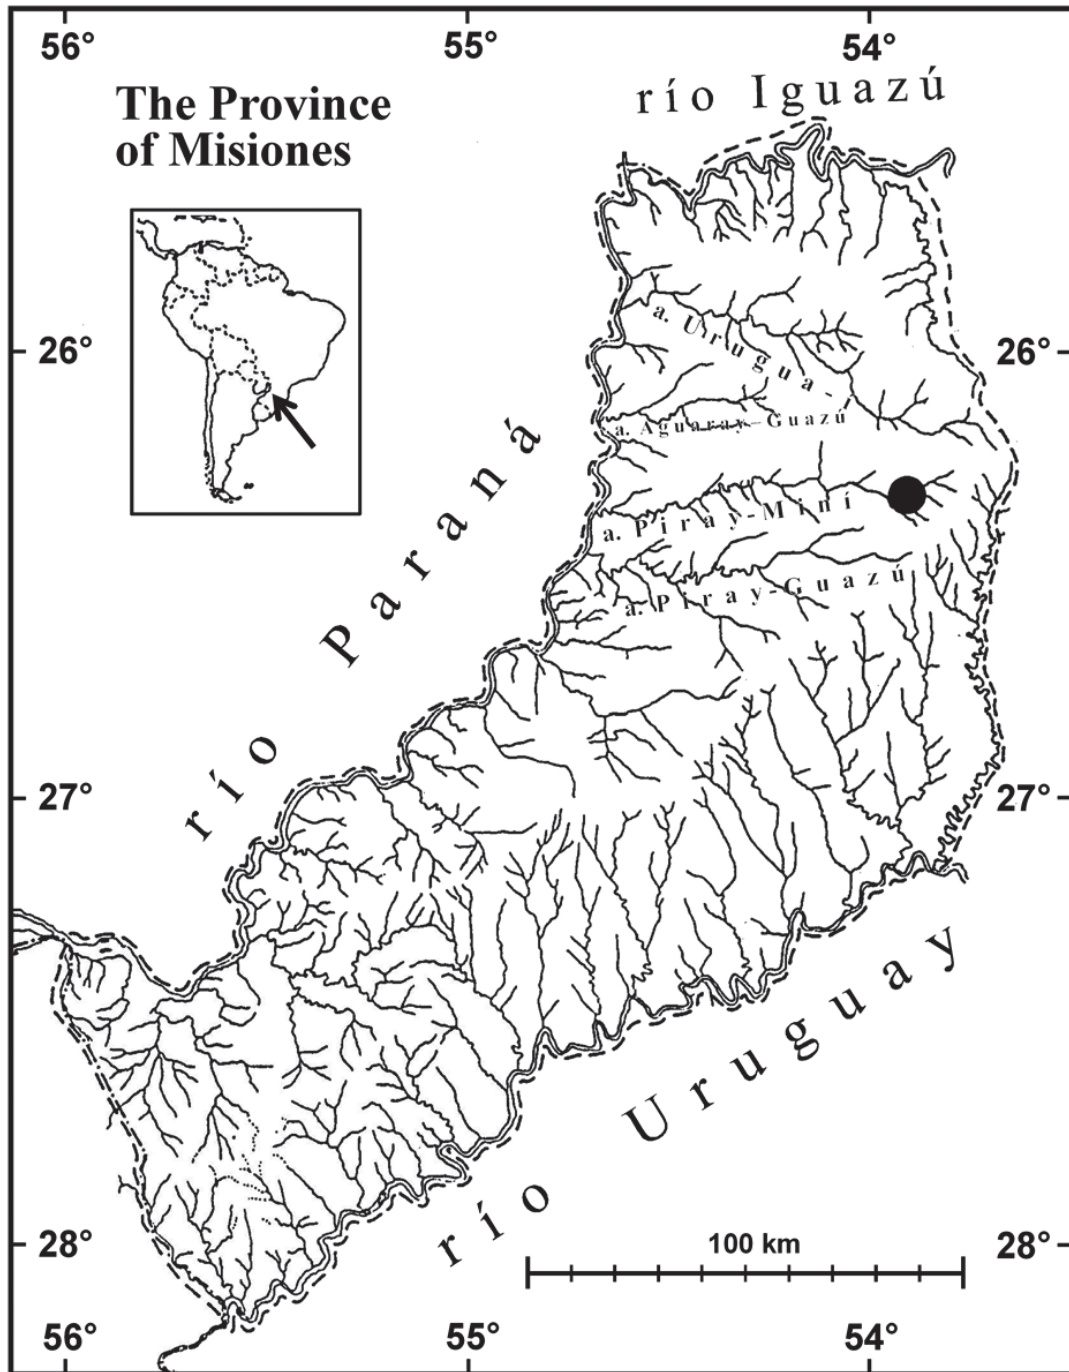 56°
55°
54°
The Province
of Misiones
río Iguazú
26°
26°
a. Urugua-í
a. Aguaray-Guazú
a. Piray-Miní
a. Piray-Guazú
río Paraná
27°
27°
río Uruguay
100 km
28°
28°
56°
55°
54°